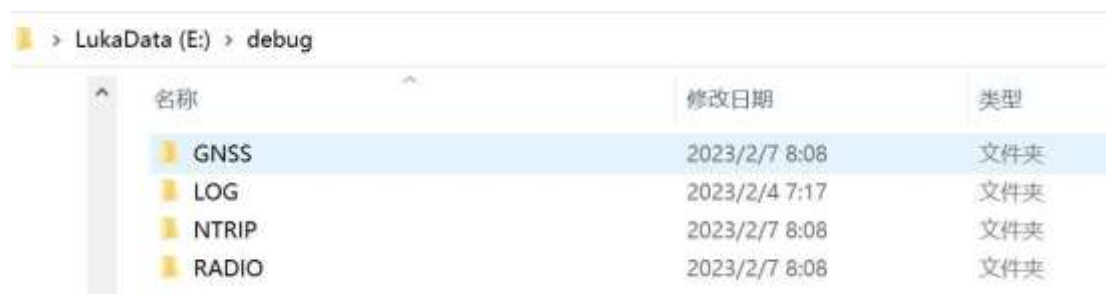 > LukaData (E:) > debug
名称 修改日期 类型
GNSS 2023/2/7 8:08 文件夹
LOG 2023/2/4 7:17 文件夹
NTRIP 2023/2/7 8:08 文件夹
RADIO 2023/2/7 8:08 文件夹